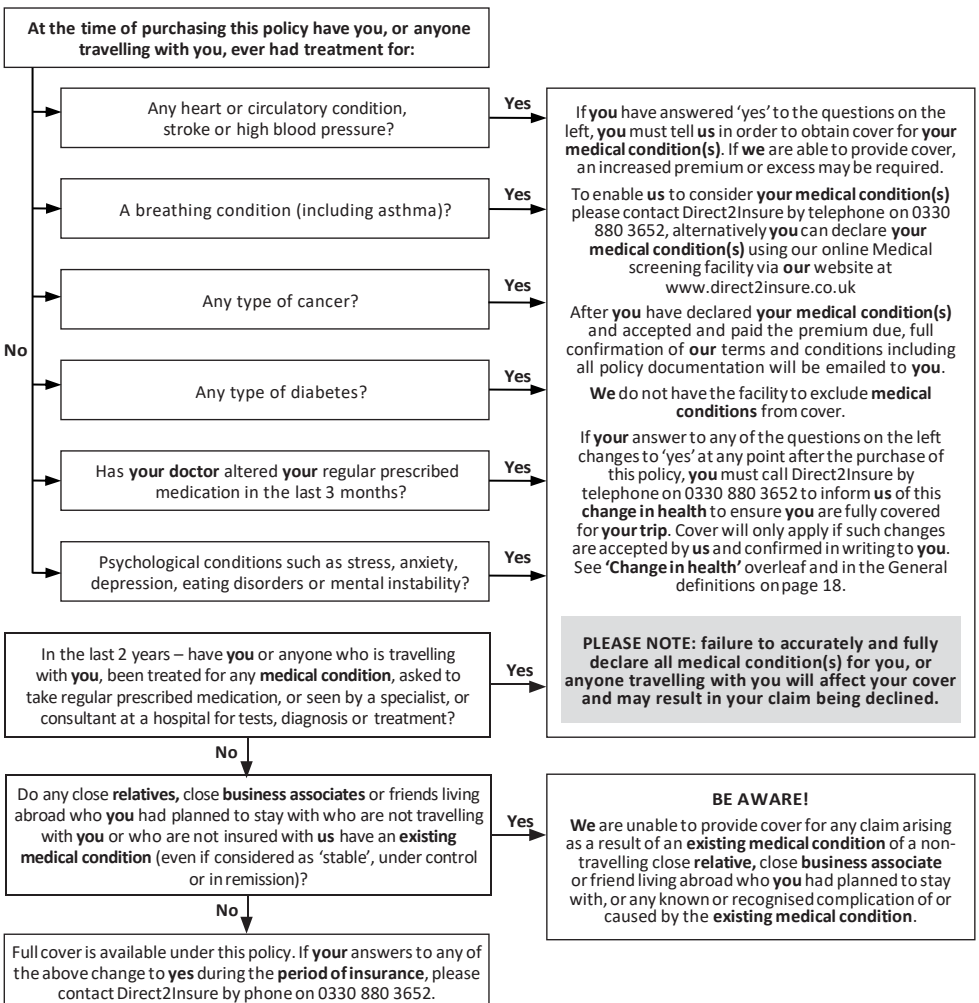 At the time of purchasing this policy have you, or anyone
travelling with you, ever had treatment for:
Any heart or circulatory condition,
stroke or high blood pressure?
Yes
A breathing condition (including asthma)?
Yes
Any type of cancer?
Yes
No
Any type of diabetes?
Yes
Has your doctor altered your regular prescribed
medication in the last 3 months?
Yes
Psychological conditions such as stress, anxiety,
depression, eating disorders or mental instability?
Yes
If you have answered ‘yes’ to the questions on the
left, you must tell us in order to obtain cover for your
medical condition(s). If we are able to provide cover,
an increased premium or excess may be required.
To enable us to consider your medical condition(s)
please contact Direct2Insure by telephone on 0330
880 3652, alternatively you can declare your
medical condition(s) using our online Medical
screening facility via our website at
www.direct2insure.co.uk
After you have declared your medical condition(s)
and accepted and paid the premium due, full
confirmation of our terms and conditions including
all policy documentation will be emailed to you.
We do not have the facility to exclude medical
conditions from cover.
If your answer to any of the questions on the left
changes to ‘yes’ at any point after the purchase of
this policy, you must call Direct2Insure by
telephone on 0330 880 3652 to inform us of this
change in health to ensure you are fully covered
for your trip. Cover will only apply if such changes
are accepted by us and confirmed in writing to you.
See ‘Change in health’ overleaf and in the General
definitions on page 18.
PLEASE NOTE: failure to accurately and fully
declare all medical condition(s) for you, or
anyone travelling with you will affect your cover
and may result in your claim being declined.
In the last 2 years – have you or anyone who is travelling
with you, been treated for any medical condition, asked to
take regular prescribed medication, or seen by a specialist, or
consultant at a hospital for tests, diagnosis or treatment?
Yes
No
Do any close relatives, close business associates or friends living
abroad who you had planned to stay with who are not travelling
with you or who are not insured with us have an existing
medical condition (even if considered as ‘stable’, under control
or in remission)?
Yes
BE AWARE!
We are unable to provide cover for any claim arising
as a result of an existing medical condition of a non-
travelling close relative, close business associate
or friend living abroad who you had planned to stay
with, or any known or recognised complication of or
caused by the existing medical condition.
No
Full cover is available under this policy. If your answers to any of
the above change to yes during the period of insurance, please
contact Direct2Insure by phone on 0330 880 3652.